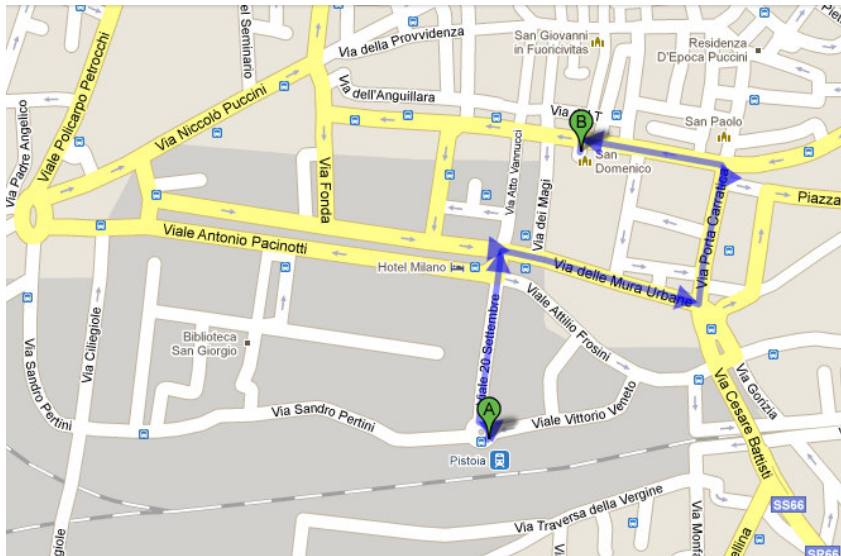 Viale Policarpo Petrocchi
del Seminario
Via della Provvidenza
San Giovanni
in Fuoncivitas
Residenza
D'Epoca Puccini
Via Padre Angelico
Via Niccolò Puccini
Via dell'Anguillara
B
San Paolo
San
Domenico
Via Fonda
Via Atto Vannucci
Via dei Magi
Via Porta Carratica
Piazza
Viale Antonio Pacinotti
Hotel Milano
Via delle Mura Urbane
Viale 20 Settembre
Viale Attilio Frosini
Via Ciliegiole
Biblioteca
San Giorgio
Via Sandro Pertini
Via Sandro Pertini
A
Viale Vittorio Veneto
Via Gorizia
Via Cesare Battisti
Pistoia
SS66
Via Traversa della Vergine
SR66